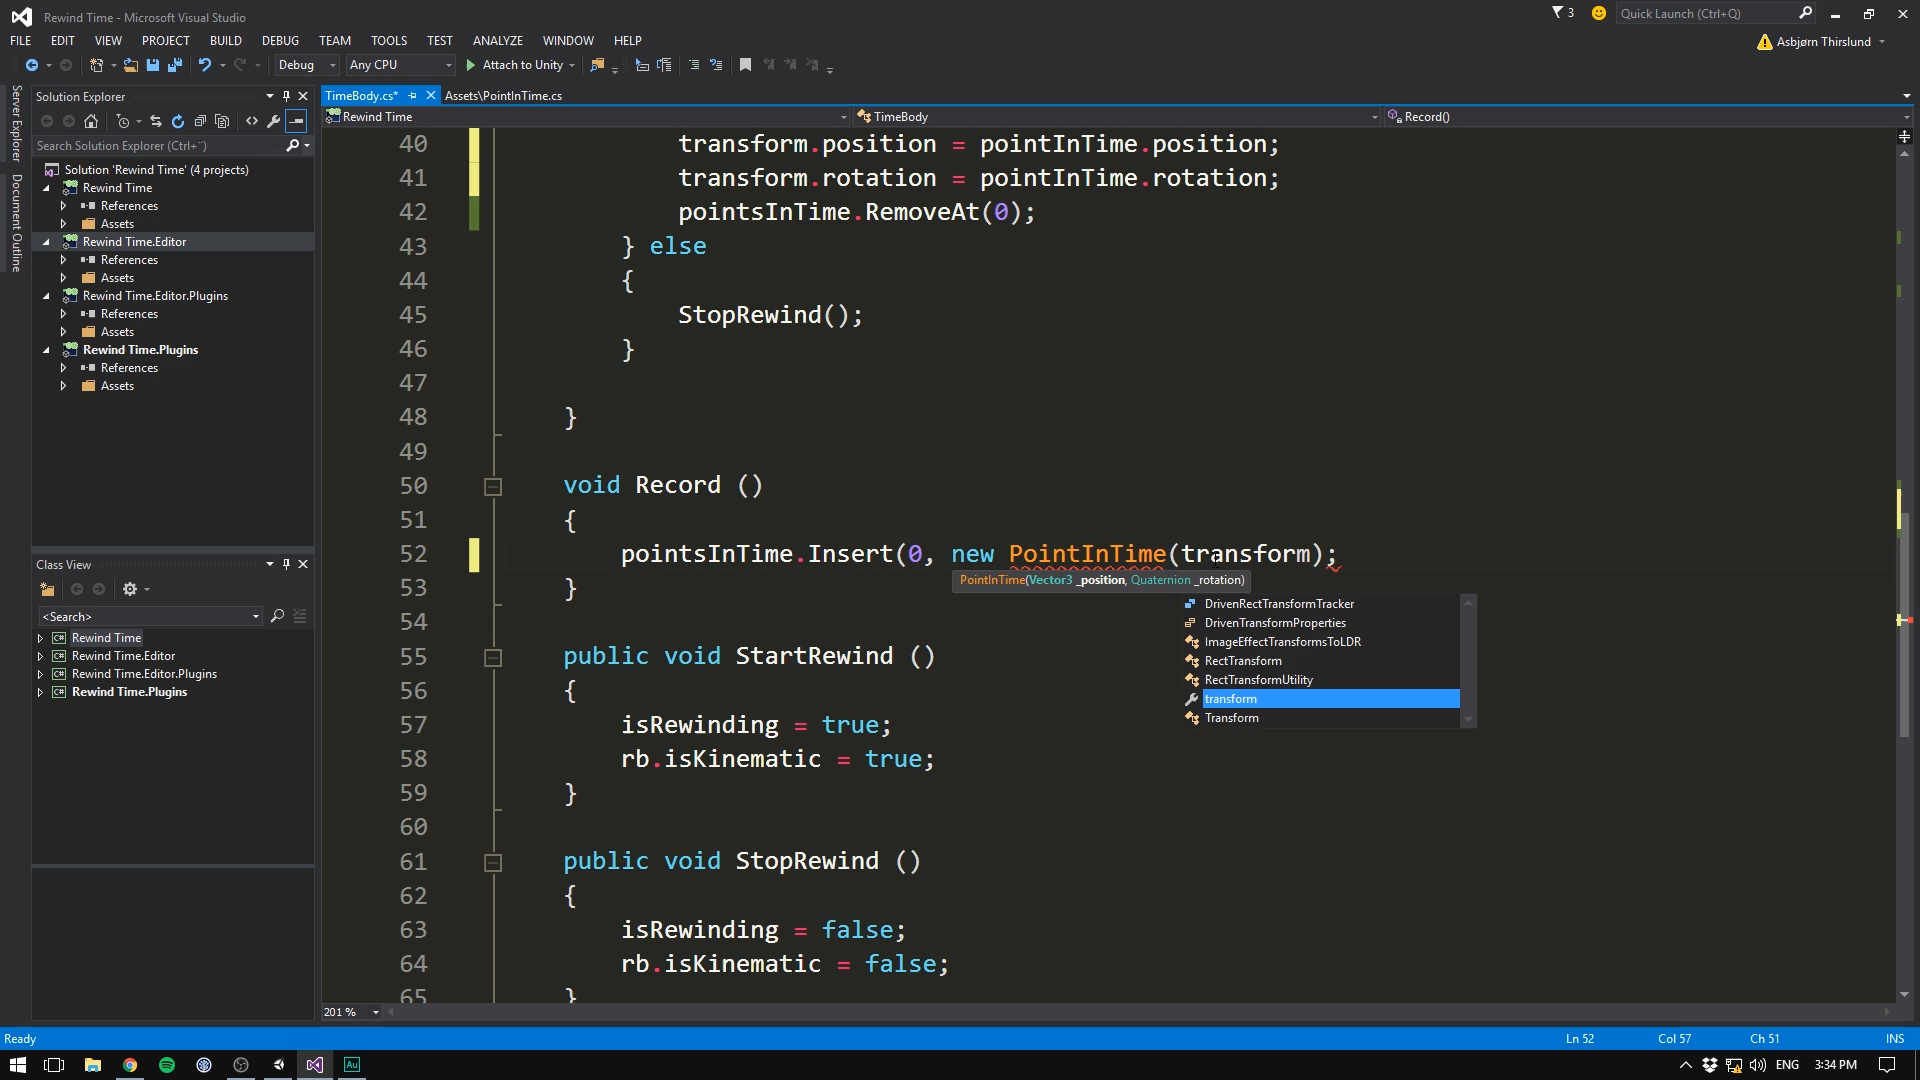 Rewind Time - Microsoft Visual Studio
3
Quick Launch (Ctrl+Q)
FILE EDIT VIEW PROJECT BUILD DEBUG TEAM TOOLS TEST ANALYZE WINDOW HELP
Asbjørn Thirslund
Debug Any CPU Attach to Unity
Server Explorer
Document Outline
Solution Explorer
Search Solution Explorer (Ctrl+¨)
Solution 'Rewind Time' (4 projects)
Rewind Time
References
Assets
Rewind Time.Editor
References
Assets
Rewind Time.Editor.Plugins
References
Assets
Rewind Time.Plugins
References
Assets
Class View
<Search>
Rewind Time
Rewind Time.Editor
Rewind Time.Editor.Plugins
Rewind Time.Plugins
TimeBody.cs* Assets\PointInTime.cs
Rewind Time TimeBody Record()
40 transform.position = pointInTime.position;
41 transform.rotation = pointInTime.rotation;
42 pointsInTime.RemoveAt(0);
43 } else
44 {
45 StopRewind();
46 }
47
48 }
49
50 void Record ()
51 {
52 pointsInTime.Insert(0, new PointInTime(transform);
PointInTime(Vector3 _position, Quaternion _rotation)
53 }
DrivenRectTransformTracker
DrivenTransformProperties
ImageEffectTransformsToLDR
RectTransform
RectTransformUtility
transform
Transform
54
55 public void StartRewind ()
56 {
57 isRewinding = true;
58 rb.isKinematic = true;
59 }
60
61 public void StopRewind ()
62 {
63 isRewinding = false;
64 rb.isKinematic = false;
65 }
201 %
Ready Ln 52 Col 57 Ch 51 INS
Au ENG 3:34 PM